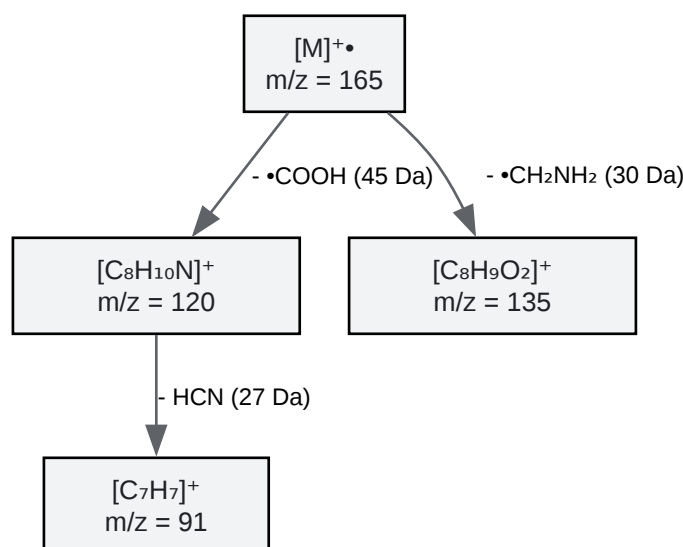 [M]⁺•
m/z = 165
- •COOH (45 Da)
- •CH₂NH₂ (30 Da)
[C₈H₁₀N]⁺
m/z = 120
[C₈H₉O₂]⁺
m/z = 135
- HCN (27 Da)
[C₇H₇]⁺
m/z = 91